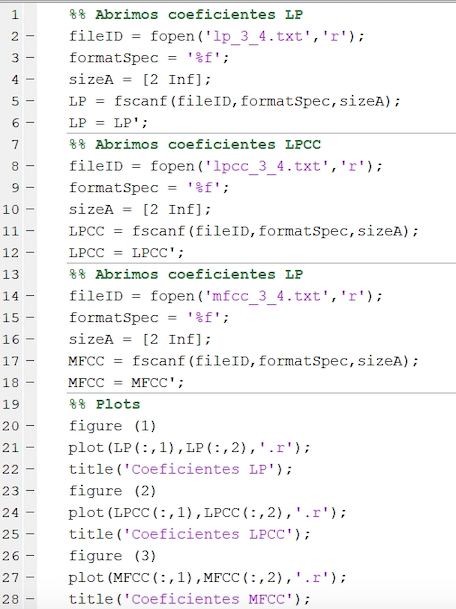 1 %% Abrimos coeficientes LP
2 – fileID = fopen('lp_3_4.txt','r');
3 – formatSpec = '%f';
4 – sizeA = [2 Inf];
5 – LP = fscanf(fileID,formatSpec,sizeA);
6 – LP = LP';
7 %% Abrimos coeficientes LPCC
8 – fileID = fopen('lpcc_3_4.txt','r');
9 – formatSpec = '%f';
10 – sizeA = [2 Inf];
11 – LPCC = fscanf(fileID,formatSpec,sizeA);
12 – LPCC = LPCC';
13 %% Abrimos coeficientes LP
14 – fileID = fopen('mfcc_3_4.txt','r');
15 – formatSpec = '%f';
16 – sizeA = [2 Inf];
17 – MFCC = fscanf(fileID,formatSpec,sizeA);
18 – MFCC = MFCC';
19 %% Plots
20 – figure (1)
21 – plot(LP(:,1),LP(:,2),'.r');
22 – title('Coeficientes LP');
23 – figure (2)
24 – plot(LPCC(:,1),LPCC(:,2),'.r');
25 – title('Coeficientes LPCC');
26 – figure (3)
27 – plot(MFCC(:,1),MFCC(:,2),'.r');
28 – title('Coeficientes MFCC');